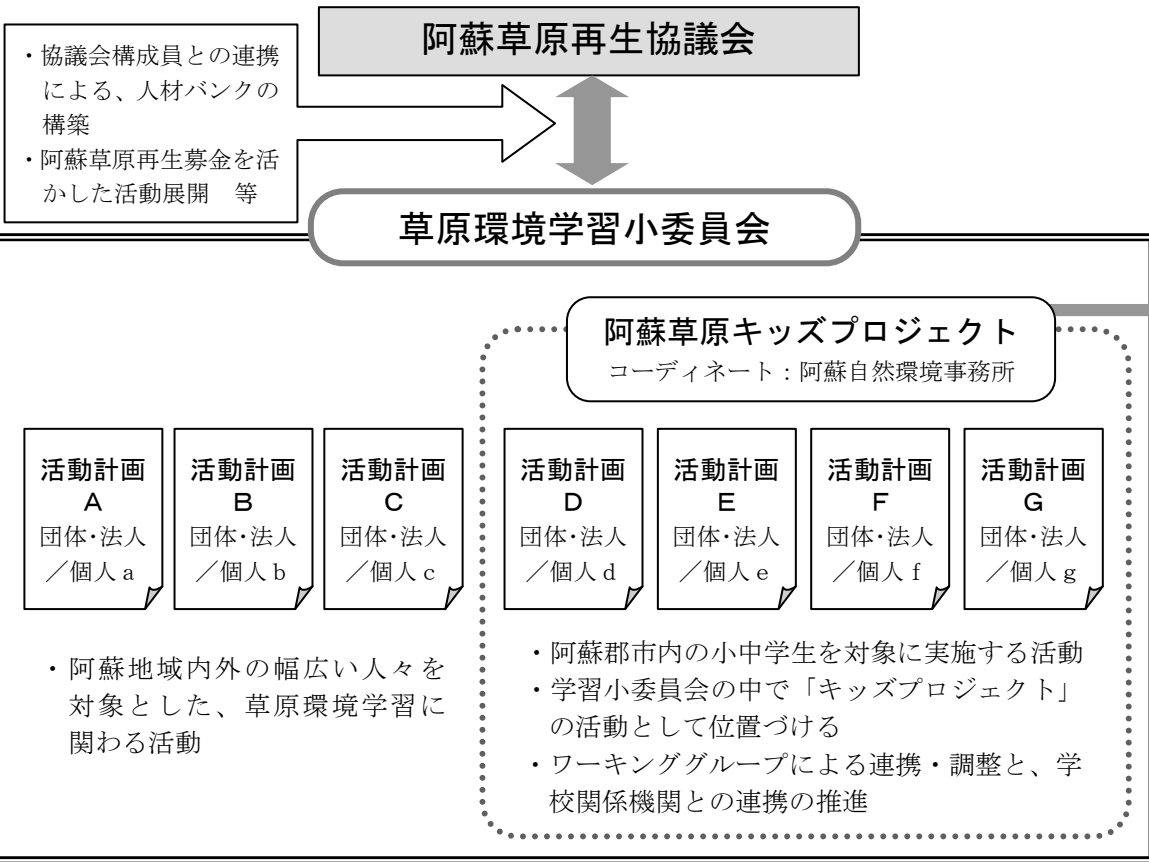 阿蘇草原再生協議会
・協議会構成員との連携
による、人材バンクの
構築
・阿蘇草原再生募金を活
かした活動展開 等
草原環境学習小委員会
阿蘇草原キッズプロジェクト
コーディネート：阿蘇自然環境事務所
活動計画
A
団体・法人
／個人 a
活動計画
B
団体・法人
／個人 b
活動計画
C
団体・法人
／個人 c
活動計画
D
団体・法人
／個人 d
活動計画
E
団体・法人
／個人 e
活動計画
F
団体・法人
／個人 f
活動計画
G
団体・法人
／個人 g
・阿蘇地域内外の幅広い人々を
対象とした、草原環境学習に
関わる活動
・阿蘇郡市内の小中学生を対象に実施する活動
・学習小委員会の中で「キッズプロジェクト」
の活動として位置づける
・ワーキンググループによる連携・調整と、学
校関係機関との連携の推進